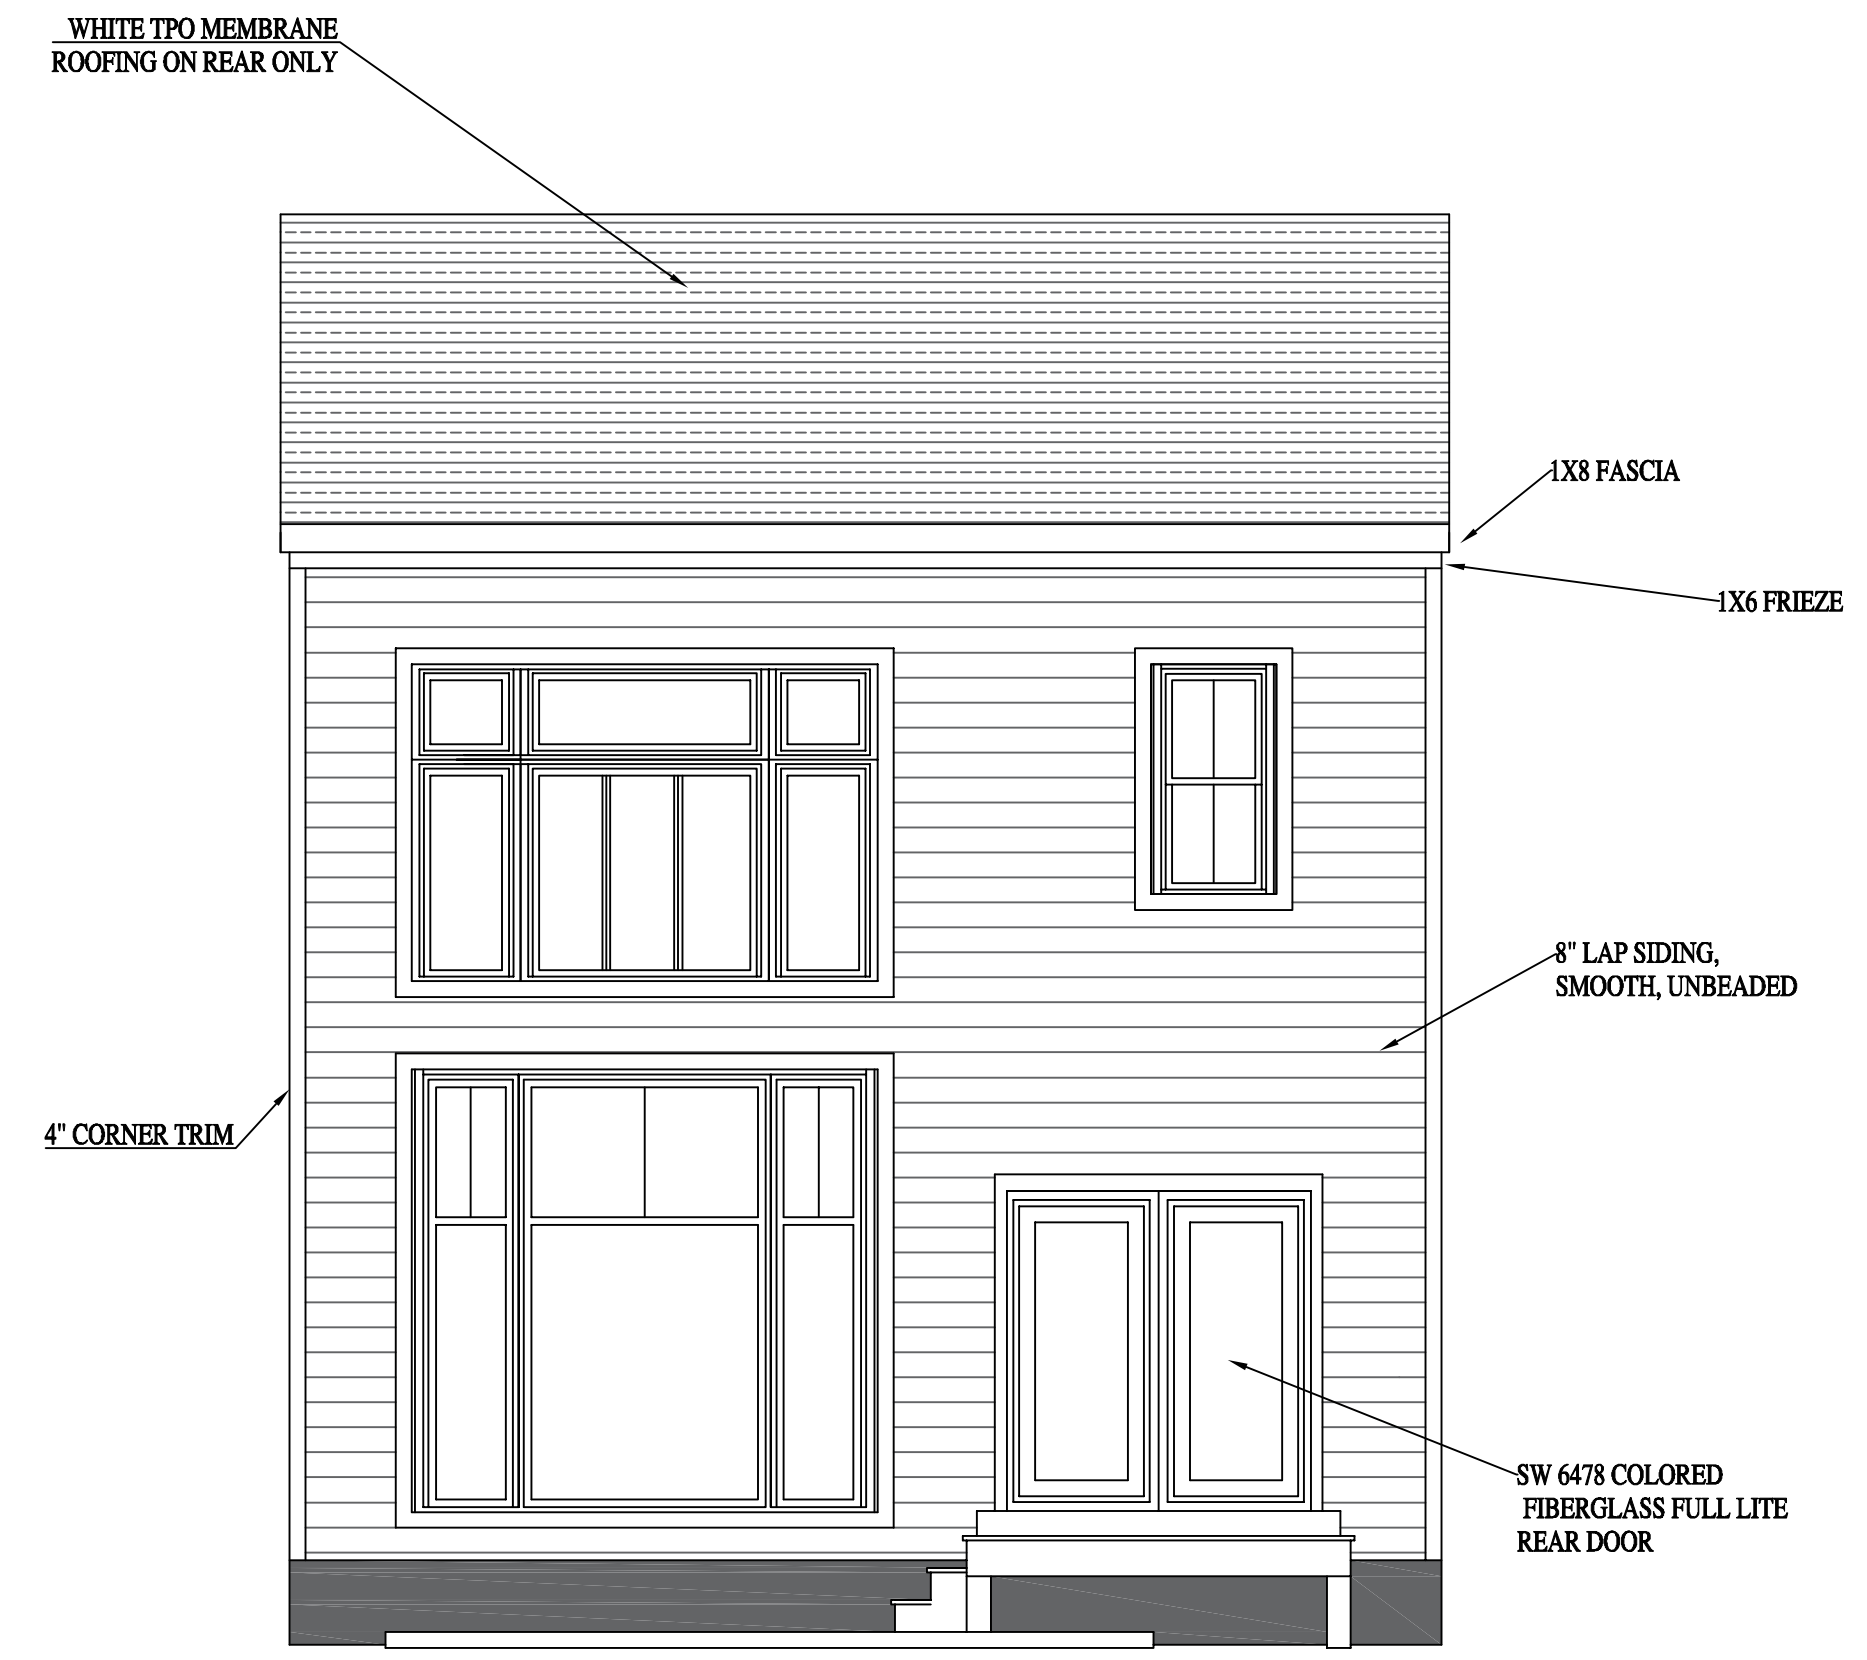 WHITE TPO MEMBRANE
ROOFING ON REAR ONLY
1X8 FASCIA
1X6 FRIEZE
8" LAP SIDING,
SMOOTH, UNBEADED
4" CORNER TRIM
SW 6478 COLORED
FIBERGLASS FULL LITE
REAR DOOR